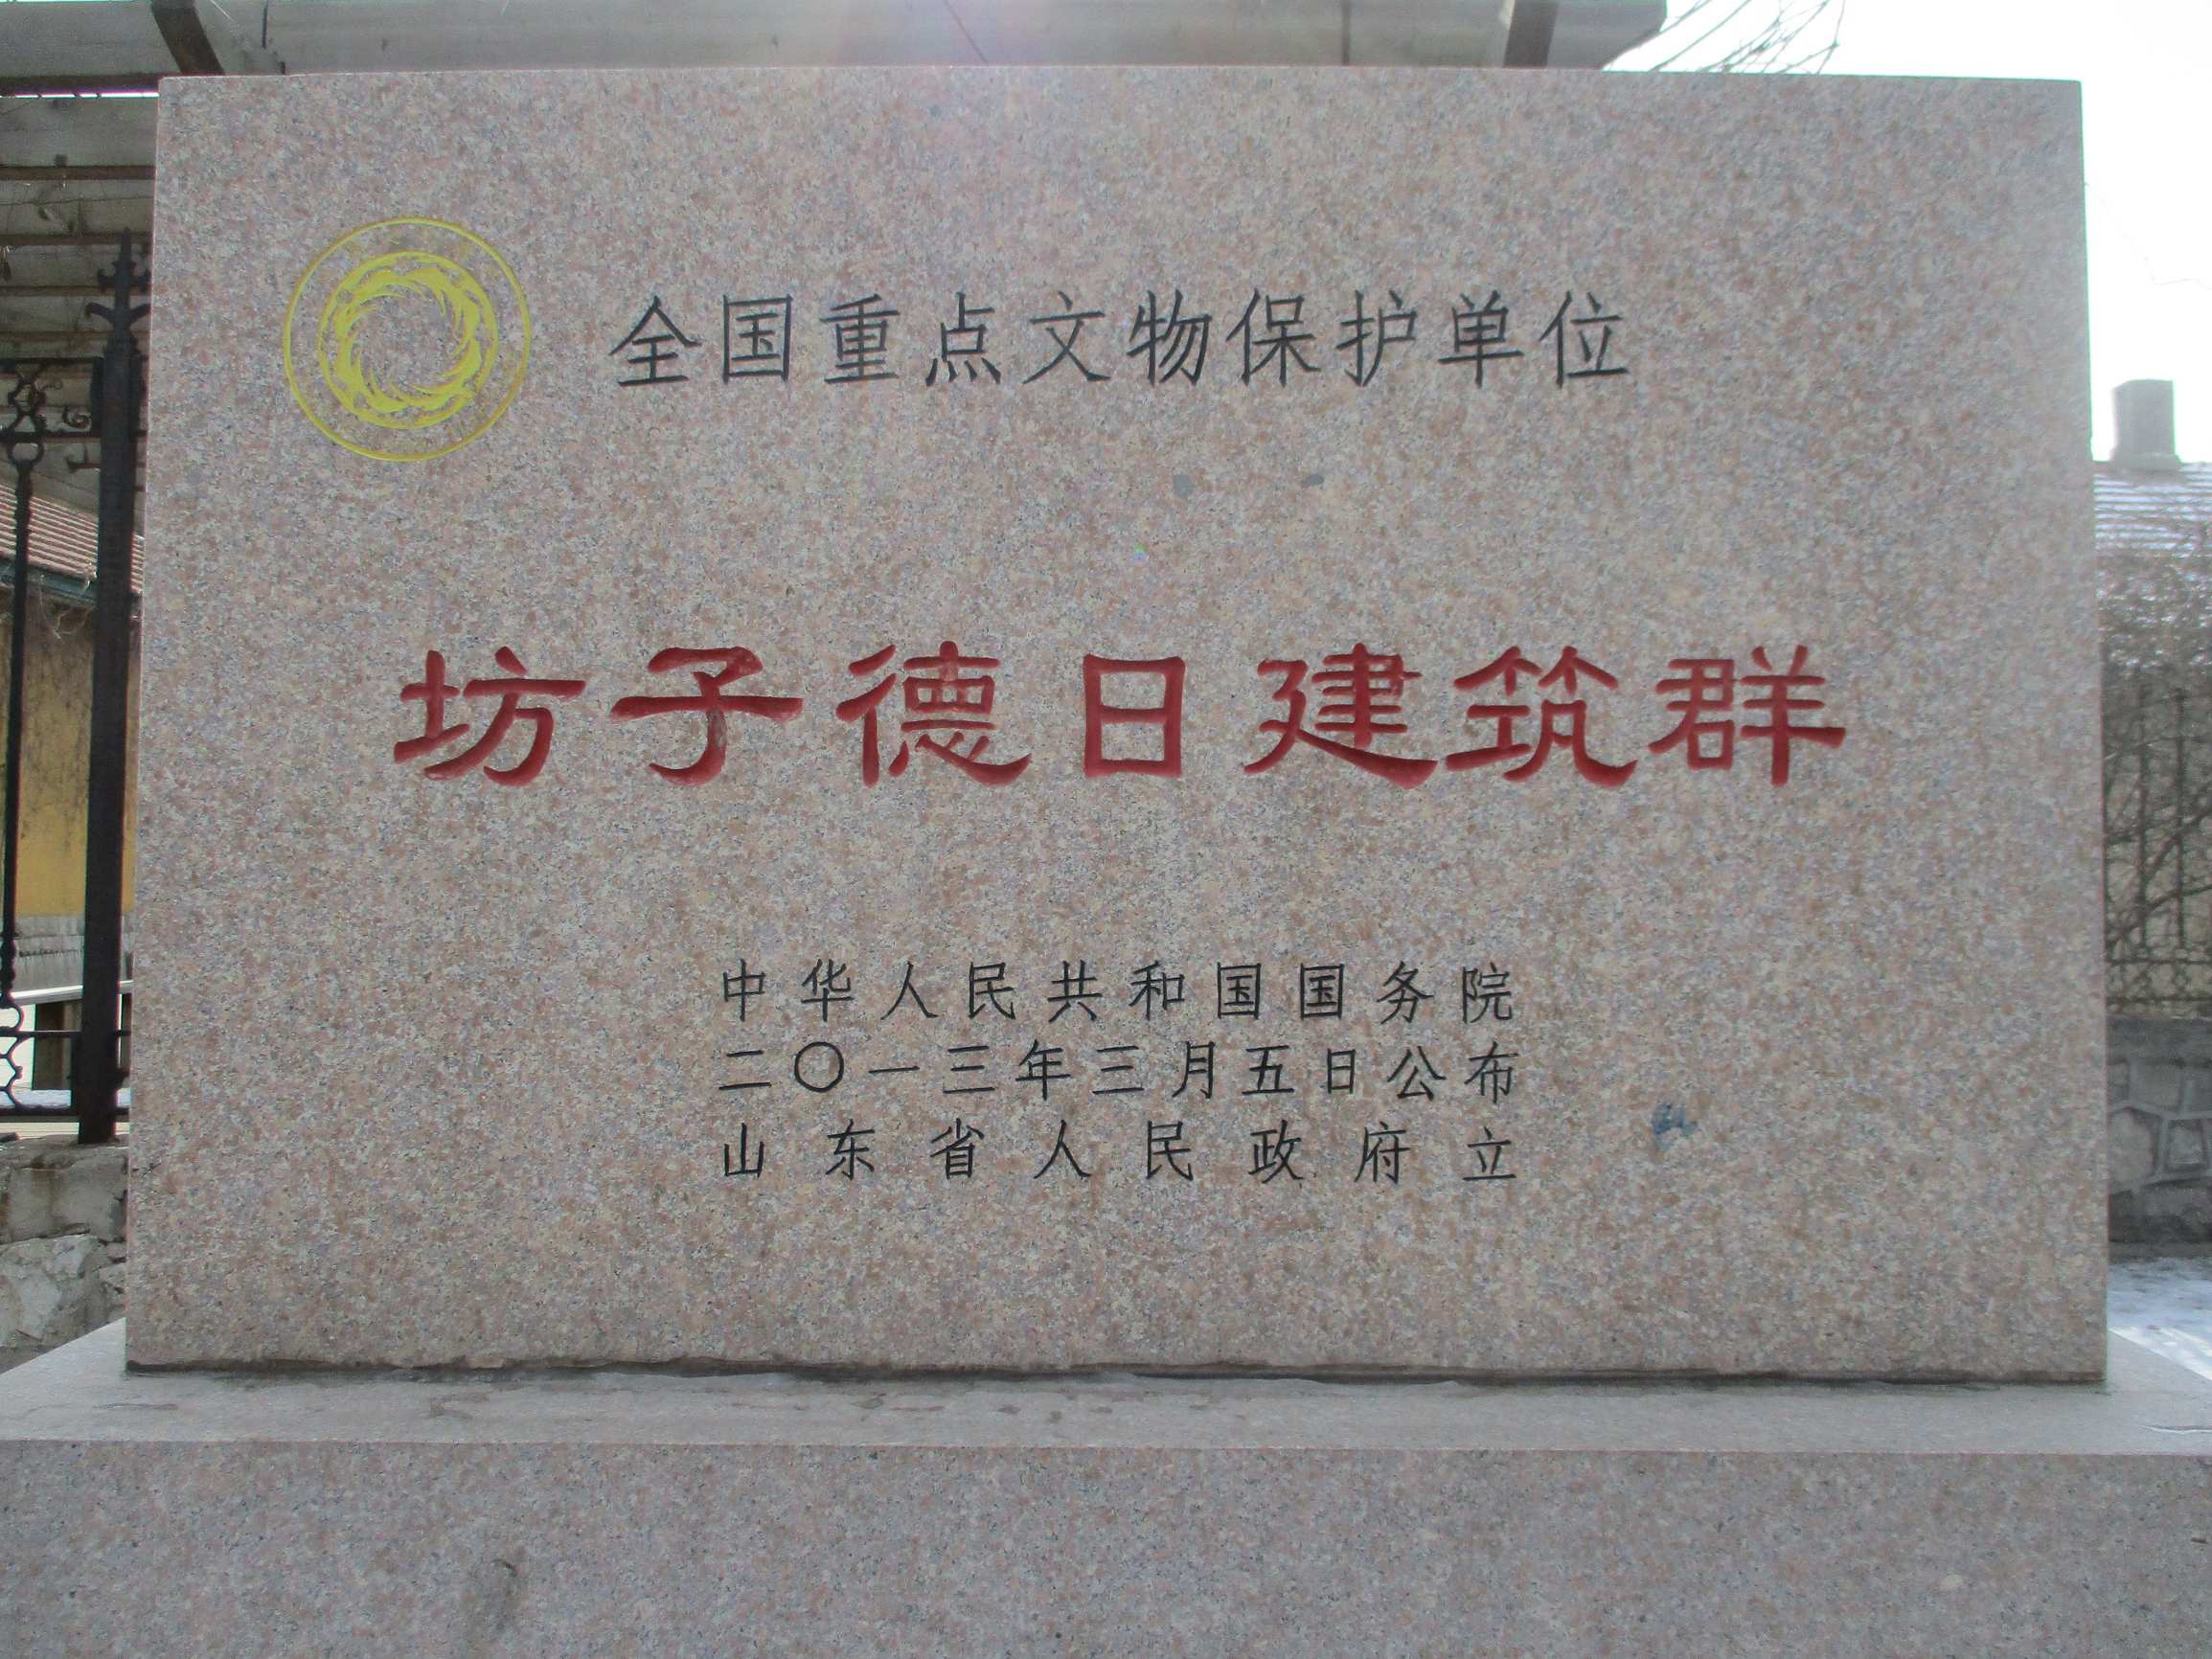 全国重点文物保护单位
坊子德日建筑群
中华人民共和国国务院
二〇一三年三月五日公布
山东省人民政府立